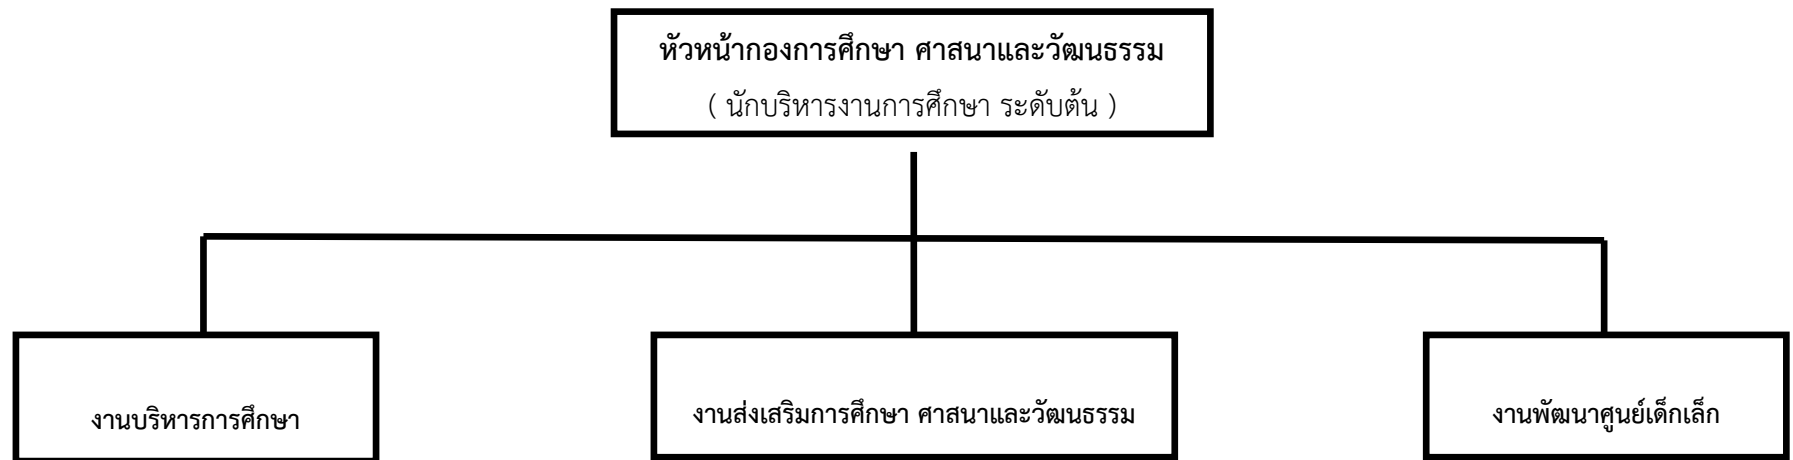 หัวหน้ากองการศึกษา ศาสนาและวัฒนธรรม
( นักบริหารงานการศึกษา ระดับต้น )
งานบริหารการศึกษา
งานส่งเสริมการศึกษา ศาสนาและวัฒนธรรม
งานพัฒนาศูนย์เด็กเล็ก